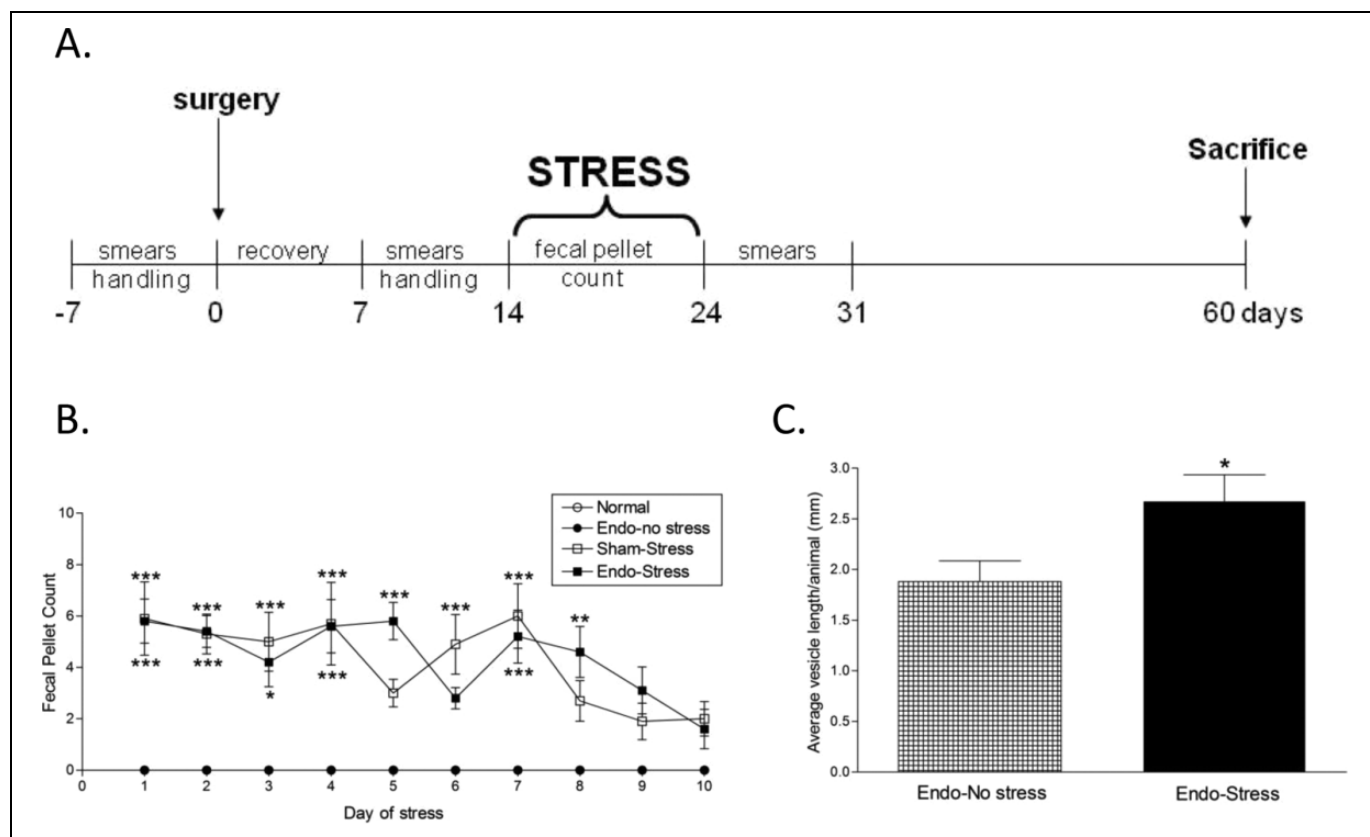 A.
surgery
Sacrifice
STRESS
smears recovery smears fecal pellet smears
handling handling count
-7 0 7 14 24 31 60 days
B.
C.
Normal
Endo-no stress
Sham-Stress
Endo-Stress
Fecal Pellet Count
10
8
6
4
2
0
*** *** *** *** *** *** *** **
*** *** * *** ***
0 1 2 3 4 5 6 7 8 9 10
Day of stress
Average vesicle length/animal (mm)
3.0
2.5
2.0
1.5
1.0
0.5
0.0
*
Endo-No stress Endo-Stress